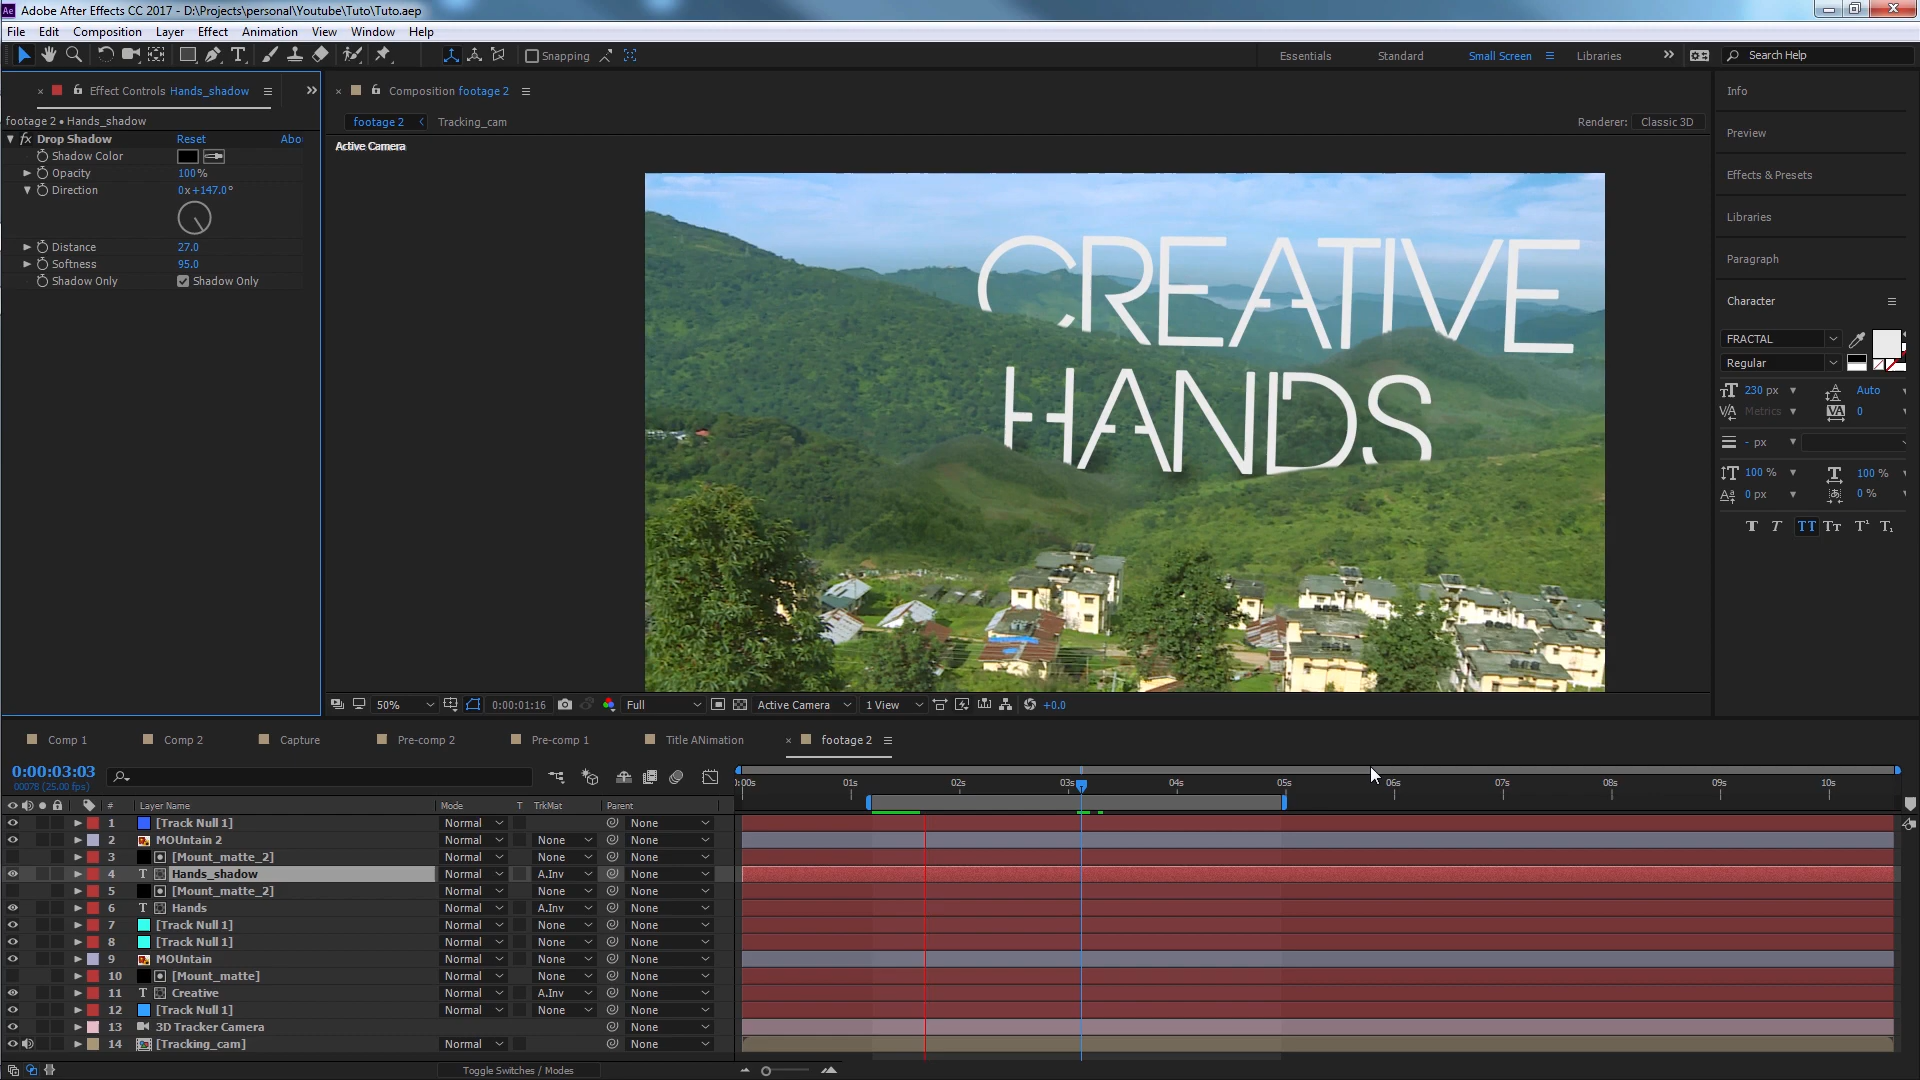 Adobe After Effects CC 2017 - D:\Projects\personal\Youtube\Tuto\Tuto.aep
File Edit Composition Layer Effect Animation View Window Help
Snapping
Essentials Standard Small Screen Libraries Search Help
Effect Controls Hands_shadow
footage 2 • Hands_shadow
fx Drop Shadow Reset Abo
Shadow Color
Opacity 100 %
Direction 0x+147.0°
Distance 27.0
Softness 95.0
Shadow Only Shadow Only
Composition footage 2
footage 2 Tracking_cam
Renderer: Classic 3D
Active Camera
CREATIVE
HANDS
50% 0:00:01:16 Full Active Camera 1 View +0.0
Info
Preview
Effects & Presets
Libraries
Paragraph
Character
FRACTAL
Regular
230 px Auto
Metrics 0
- px
100 % 100 %
0 px 0 %
T T TT Tt T¹ T₁
Comp 1 Comp 2 Capture Pre-comp 2 Pre-comp 1 Title ANimation footage 2
0:00:03:03
00078 (25.00 fps)
:00s 01s 02s 03s 04s 05s 06s 07s 08s 09s 10s
# Layer Name Mode T TrkMat Parent
1 [Track Null 1] Normal None
2 MOUntain 2 Normal None None
3 [Mount_matte_2] Normal None None
4 T Hands_shadow Normal A.Inv None
5 [Mount_matte_2] Normal None None
6 T Hands Normal A.Inv None
7 [Track Null 1] Normal None None
8 [Track Null 1] Normal None None
9 MOUntain Normal None None
10 [Mount_matte] Normal None None
11 T Creative Normal A.Inv None
12 [Track Null 1] Normal None None
13 3D Tracker Camera None
14 [Tracking_cam] Normal None
Toggle Switches / Modes